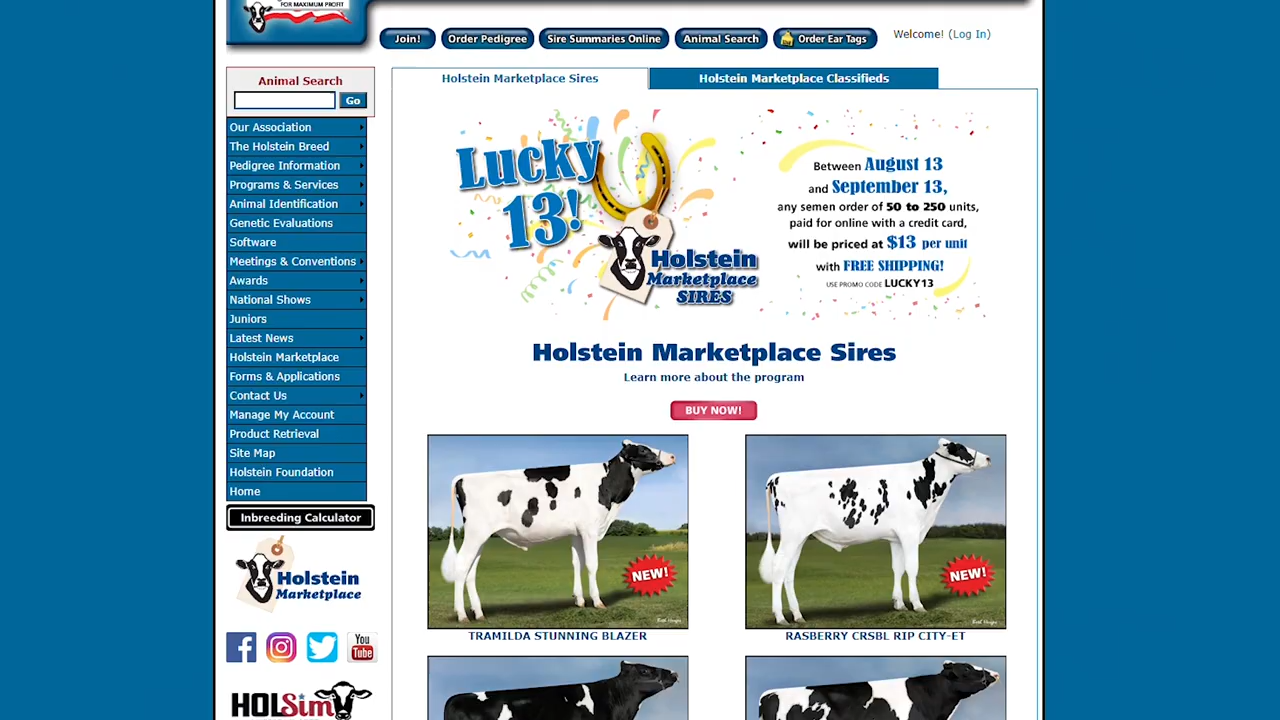 FOR MAXIMUM PROFIT
Join!
Order Pedigree
Sire Summaries Online
Animal Search
Order Ear Tags
Welcome! (Log In)
Animal Search
Go
Our Association
The Holstein Breed
Pedigree Information
Programs & Services
Animal Identification
Genetic Evaluations
Software
Meetings & Conventions
Awards
National Shows
Juniors
Latest News
Holstein Marketplace
Forms & Applications
Contact Us
Manage My Account
Product Retrieval
Site Map
Holstein Foundation
Home
Inbreeding Calculator
Holstein
Marketplace
You
Tube
HOLSim
Holstein Marketplace Sires
Holstein Marketplace Classifieds
Lucky
13!
Holstein
Marketplace
SIRES
Between August 13
and September 13,
any semen order of 50 to 250 units,
paid for online with a credit card,
will be priced at $13 per unit
with FREE SHIPPING!
USE PROMO CODE LUCKY13
Holstein Marketplace Sires
Learn more about the program
BUY NOW!
NEW!
NEW!
TRAMILDA STUNNING BLAZER
RASBERRY CRSBL RIP CITY-ET